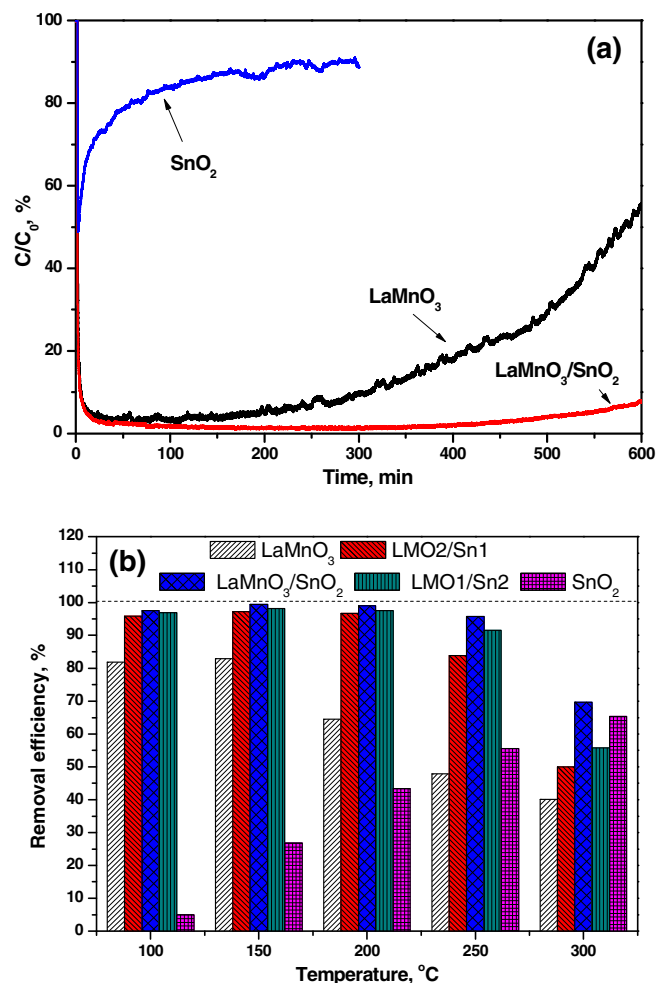 (a)
100
80
60
40
20
0
C/C₀, %
SnO₂
LaMnO₃
LaMnO₃/SnO₂
0 100 200 300 400 500 600
Time, min
(b)
LaMnO₃ LMO2/Sn1
LaMnO₃/SnO₂ LMO1/Sn2 SnO₂
120
110
100
90
80
70
60
50
40
30
20
10
0
Removal efficiency, %
100 150 200 250 300
Temperature, °C